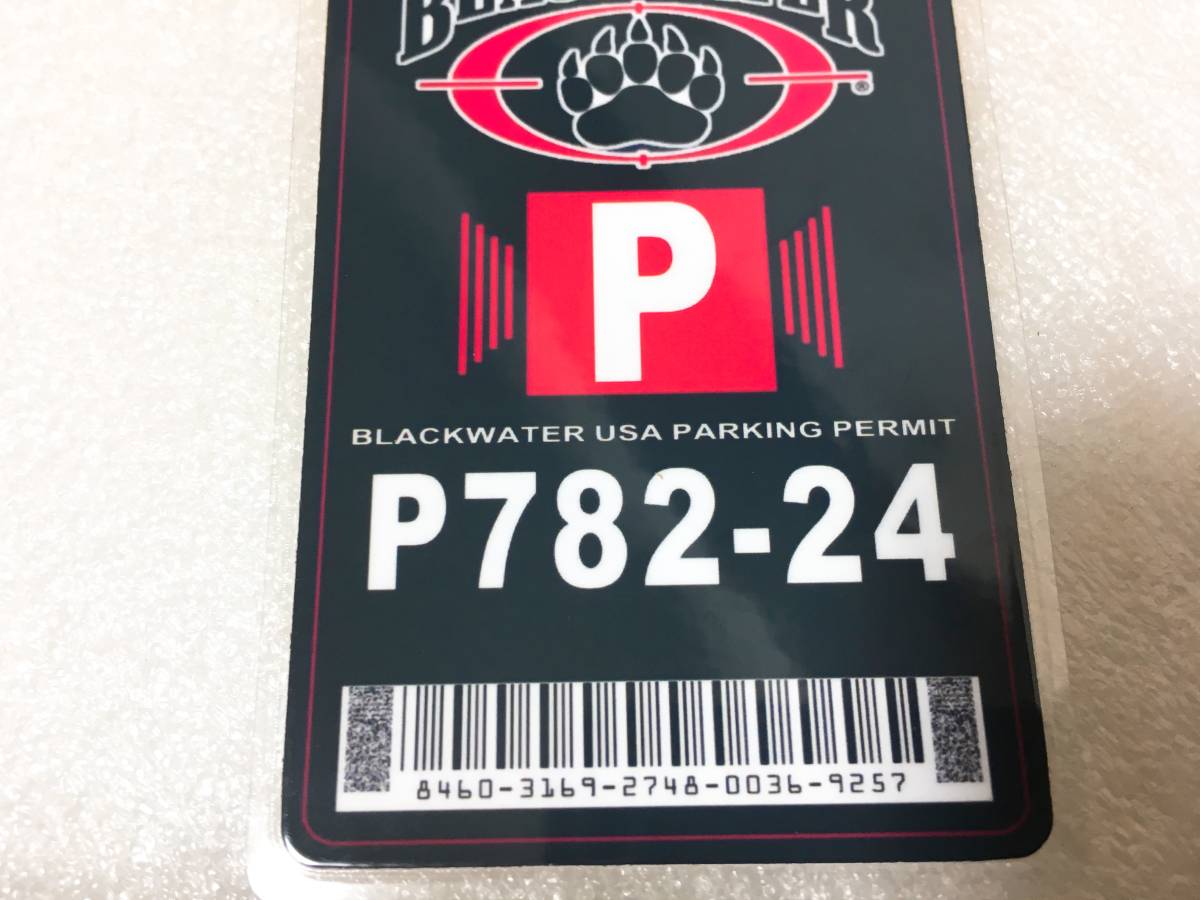 ®
P
BLACKWATER USA PARKING PERMIT
P782-24
8460-3169-2748-0036-9257